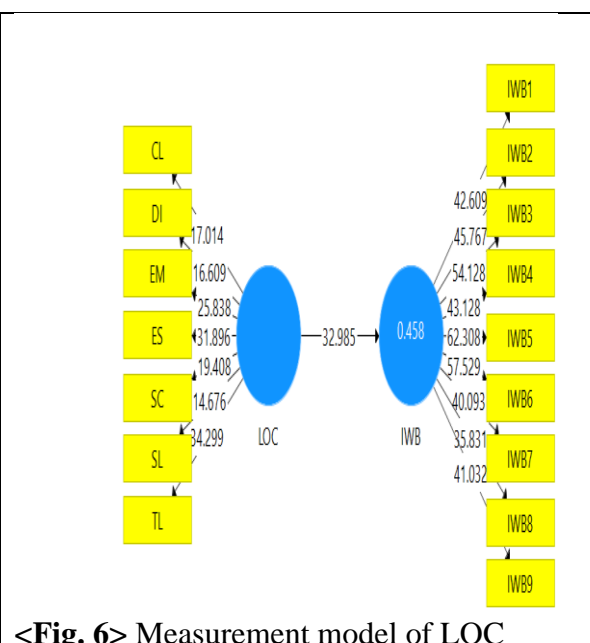 IWB1
CL
IWB2
DI
42.609
IWB3
17.014
45.767
EM
16.609
54.128
IWB4
25.838
43.128
ES
31.896
32.985
0.458
62.308
IWB5
19.408
57.529
SC
14.676
40.093
IWB6
34.299
LOC
IWB
35.831
SL
41.032
IWB7
TL
IWB8
IWB9
<Fig. 6> Measurement model of LOC